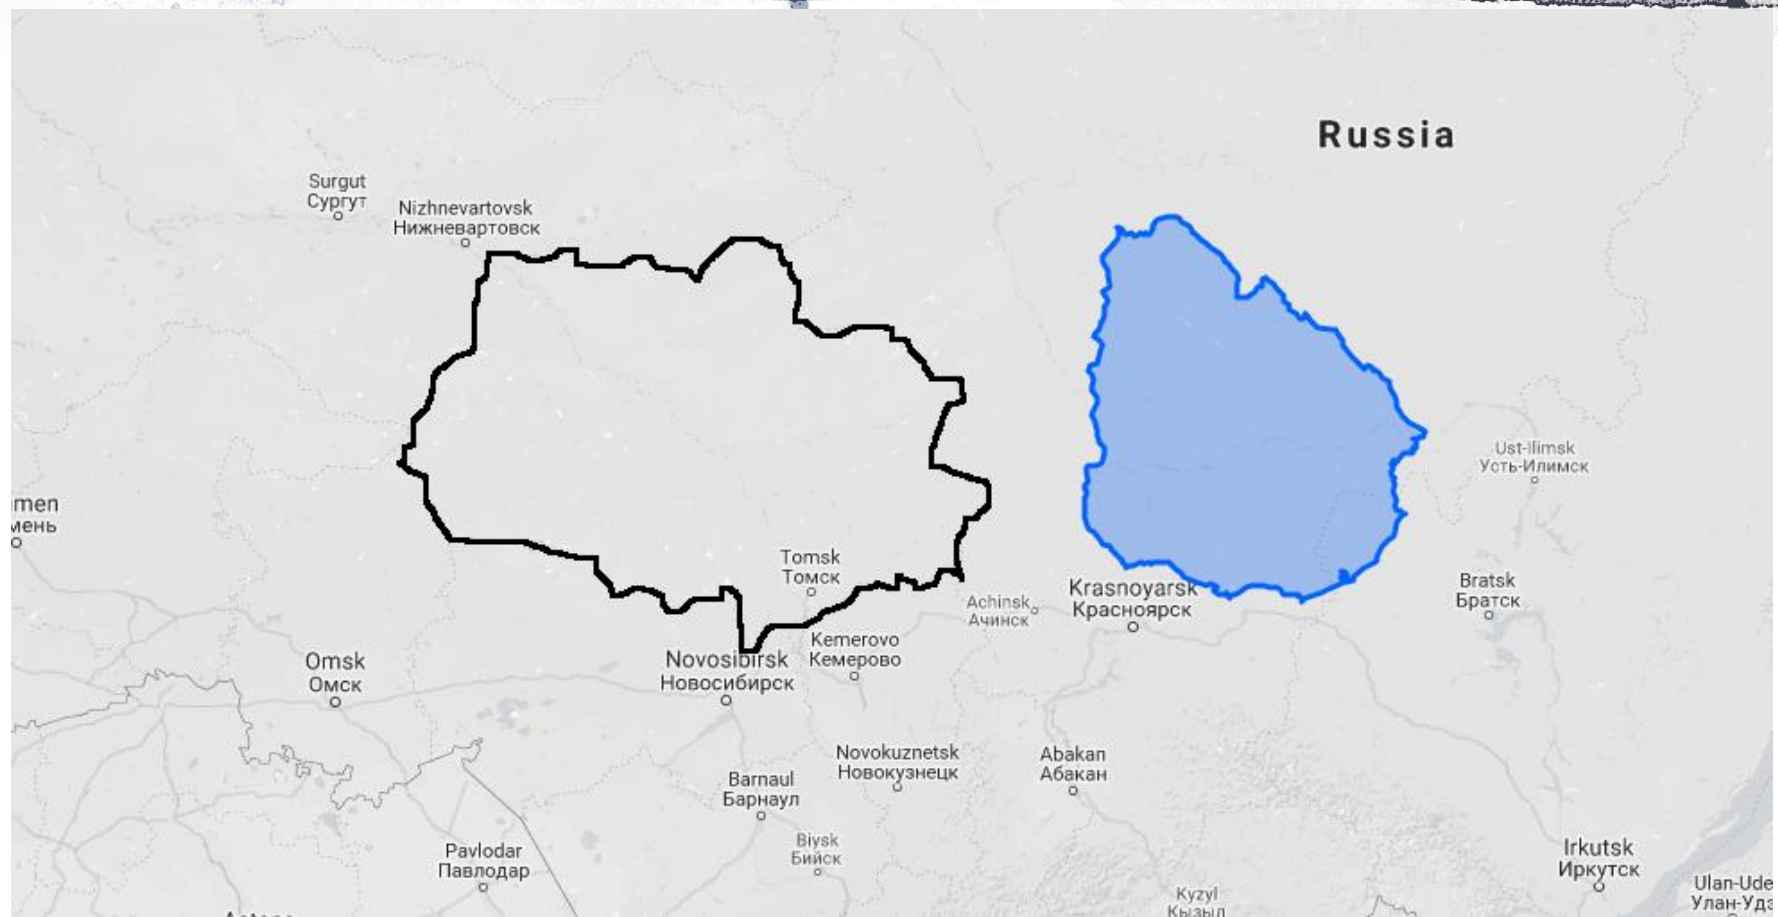 Russia
Surgut
Сургут
Nizhnevartovsk
Нижневартовск
Ust-Ilimsk
Усть-Илимск
Tomsk
Томск
Achinsk
Ачинск
Krasnoyarsk
Красноярск
Bratsk
Братск
Kemerovo
Кемерово
Omsk
Омск
Novosibirsk
Новосибирск
Novokuznetsk
Новокузнецк
Abakan
Абакан
Barnaul
Барнаул
Biysk
Бийск
Pavlodar
Павлодар
Irkutsk
Иркутск
Kyzyl
Кызыл
Ulan-Ude